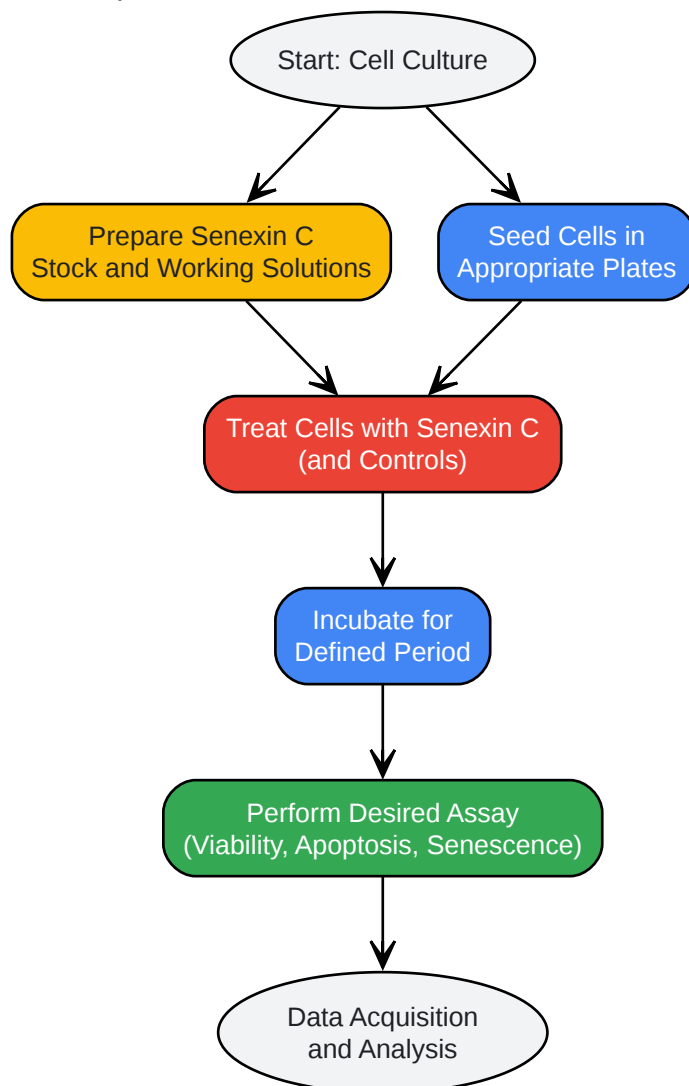 Start: Cell Culture
Prepare Senexin C
Stock and Working Solutions
Seed Cells in
Appropriate Plates
Treat Cells with Senexin C
(and Controls)
Incubate for
Defined Period
Perform Desired Assay
(Viability, Apoptosis, Senescence)
Data Acquisition
and Analysis